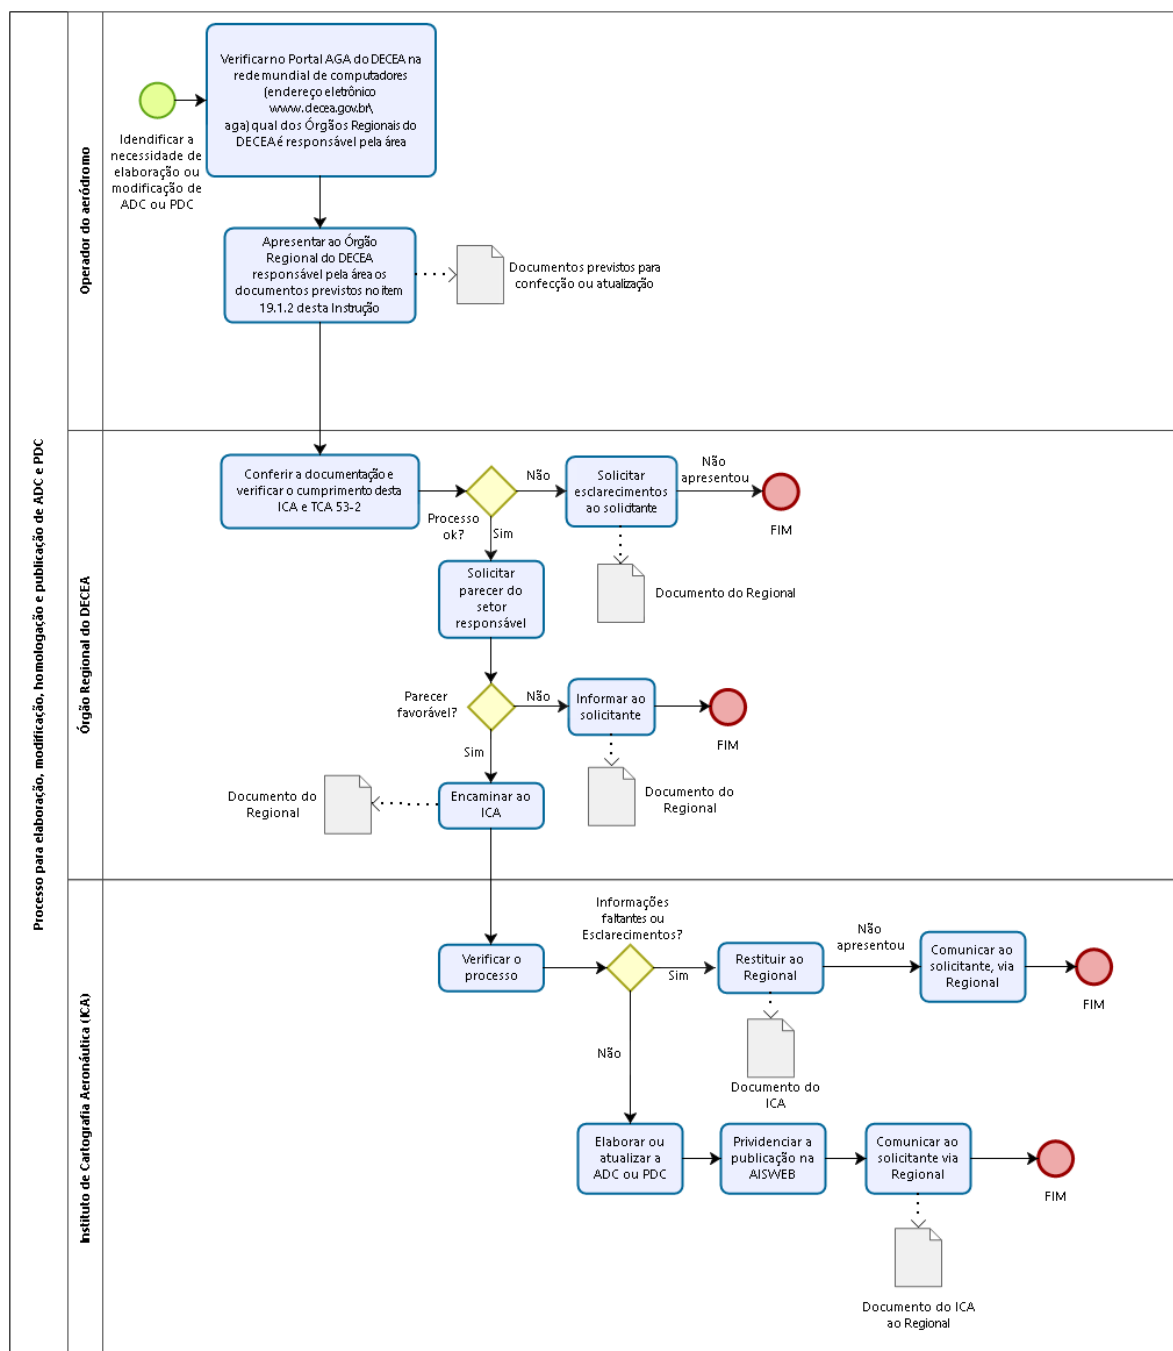 Processo para elaboração, modificação, homologação e publicação de ADC e PDC
Operador do aeródromo
Idendificar a
necessidade de
elaboração ou
modificação de
ADC ou PDC
Verificar no Portal AGA do DECEA na
rede mundial de computadores
(endereço eletrônico
www.decea.gov.br\
aga) qual dos Órgãos Regionais do
DECEA é responsável pela área
Apresentar ao Órgão
Regional do DECEA
responsável pela área os
documentos previstos no item
19.1.2 desta Instrução
Documentos previstos para
confecção ou atualização
Órgão Regional do DECEA
Conferir a documentação e
verificar o cumprimento desta
ICA e TCA 53-2
Processo
ok?
Não
Solicitar
esclarecimentos
ao solicitante
Não
apresentou
FIM
Sim
Documento do Regional
Solicitar
parecer do
setor
responsável
Parecer
favorável?
Não
Informar ao
solicitante
FIM
Sim
Documento do
Regional
Encaminar ao
ICA
Documento do
Regional
Instituto de Cartografia Aeronáutica (ICA)
Verificar o
processo
Informações
faltantes ou
Esclarecimentos?
Sim
Restituir ao
Regional
Não
apresentou
Comunicar ao
solicitante, via
Regional
FIM
Documento do
ICA
Não
Elaborar ou
atualizar a
ADC ou PDC
Prividenciar a
publicação na
AISWEB
Comunicar ao
solicitante via
Regional
FIM
Documento do ICA
ao Regional